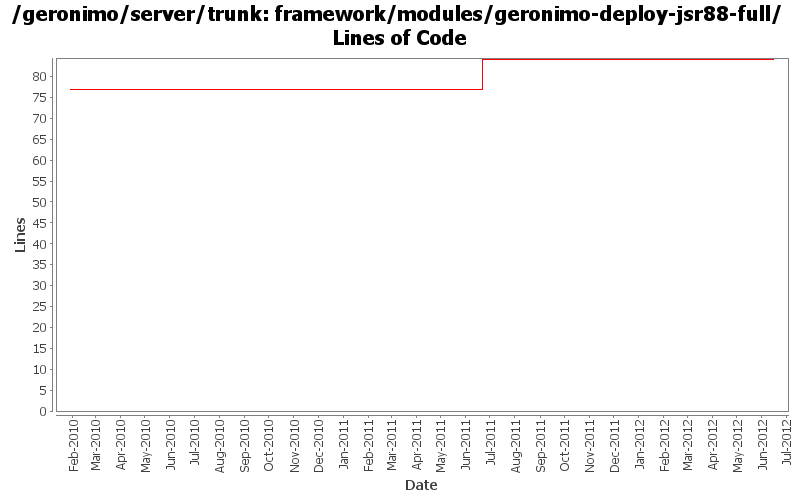 /geronimo/server/trunk: framework/modules/geronimo-deploy-jsr88-full/
Lines of Code
80
75
70
65
60
55
50
45
40
35
30
25
20
15
10
5
0
Lines
Feb-2010
Mar-2010
Apr-2010
May-2010
Jun-2010
Jul-2010
Aug-2010
Sep-2010
Oct-2010
Nov-2010
Dec-2010
Jan-2011
Feb-2011
Mar-2011
Apr-2011
May-2011
Jun-2011
Jul-2011
Aug-2011
Sep-2011
Oct-2011
Nov-2011
Dec-2011
Jan-2012
Feb-2012
Mar-2012
Apr-2012
May-2012
Jun-2012
Jul-2012
Date